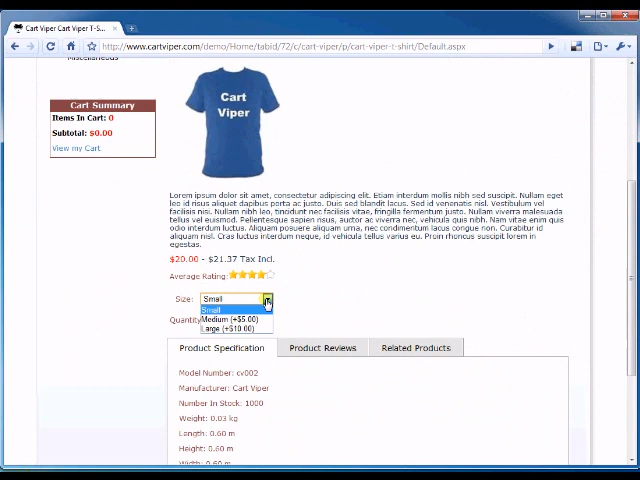 Cart Viper Cart Viper T-S...
http://www.cartviper.com/demo/Home/tabid/72/c/cart-viper/p/cart-viper-t-shirt/Default.aspx
Miscellaneous
Cart Summary
Items In Cart: 0
Subtotal: $0.00
View my Cart
Cart
Viper
Lorem ipsum dolor sit amet, consectetur adipiscing elit. Etiam interdum mollis nibh sed suscipit. Nullam eget
leo id risus aliquet dapibus porta ac justo. Duis sed blandit lacus. Sed id venenatis nisl. Vestibulum vel
facilisis nisi. Nullam nibh leo, tincidunt nec facilisis vitae, fringilla fermentum justo. Nullam viverra malesuada
tellus vel commodo. Pellentesque sapien risus, auctor ac viverra nec, vehicula quis nibh. Nam vitae enim quis
odio interdum mattis. Aliquam posuere aliquam urna, nec condimentum lacus congue non. Curabitur id
aliquam nisl. Cras luctus interdum neque, id vehicula tellus varius eu. Proin rhoncus suscipit lorem in
egestas.
$20.00 - $21.37 Tax Incl.
Average Rating:
Size: Small
Small
Medium (+$5.00)
Large (+$10.00)
Quantity
Product Specification Product Reviews Related Products
Model Number: cv002
Manufacturer: Cart Viper
Number In Stock: 1000
Weight: 0.03 kg
Length: 0.60 m
Height: 0.60 m
Width: 0.60 m